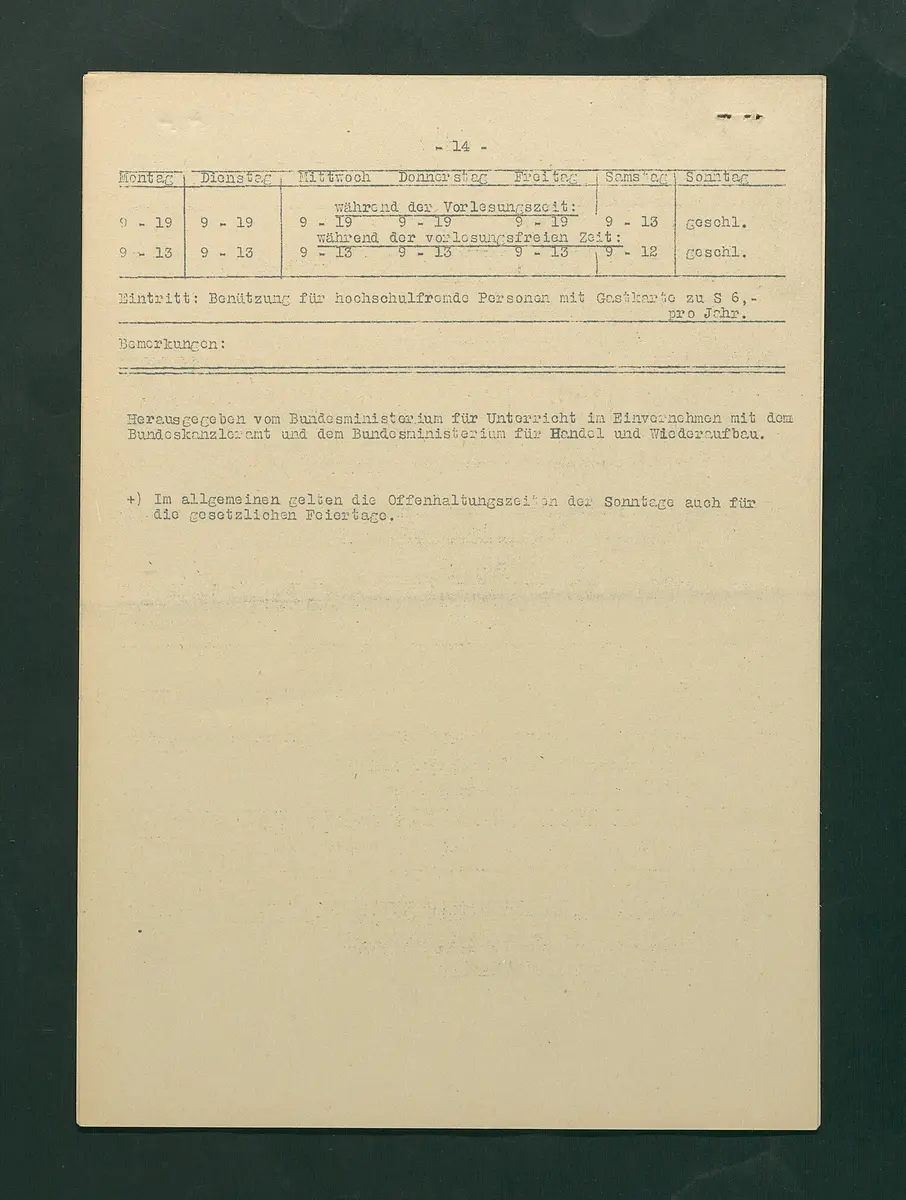 - 14 -
Montag Dienstag Mittwoch Donnerstag Freitag Samstag Sonntag
während der Vorlesungszeit:
9 - 19 9 - 19 9 - 19 9 - 19 9 - 19 9 - 13 geschl.
während der vorlesungsfreien Zeit:
9 - 13 9 - 13 9 - 13 9 - 13 9 - 13 9 - 12 geschl.
Eintritt: Benützung für hochschulfremde Personen mit Gastkarte zu S 6,-
pro Jahr.
Bemerkungen:
Herausgegeben vom Bundesministerium für Unterricht im Einvernehmen mit dem
Bundeskanzleramt und dem Bundesministerium für Handel und Wiederaufbau.
+) Im allgemeinen gelten die Offenhaltungszeiten der Sonntage auch für
die gesetzlichen Feiertage.